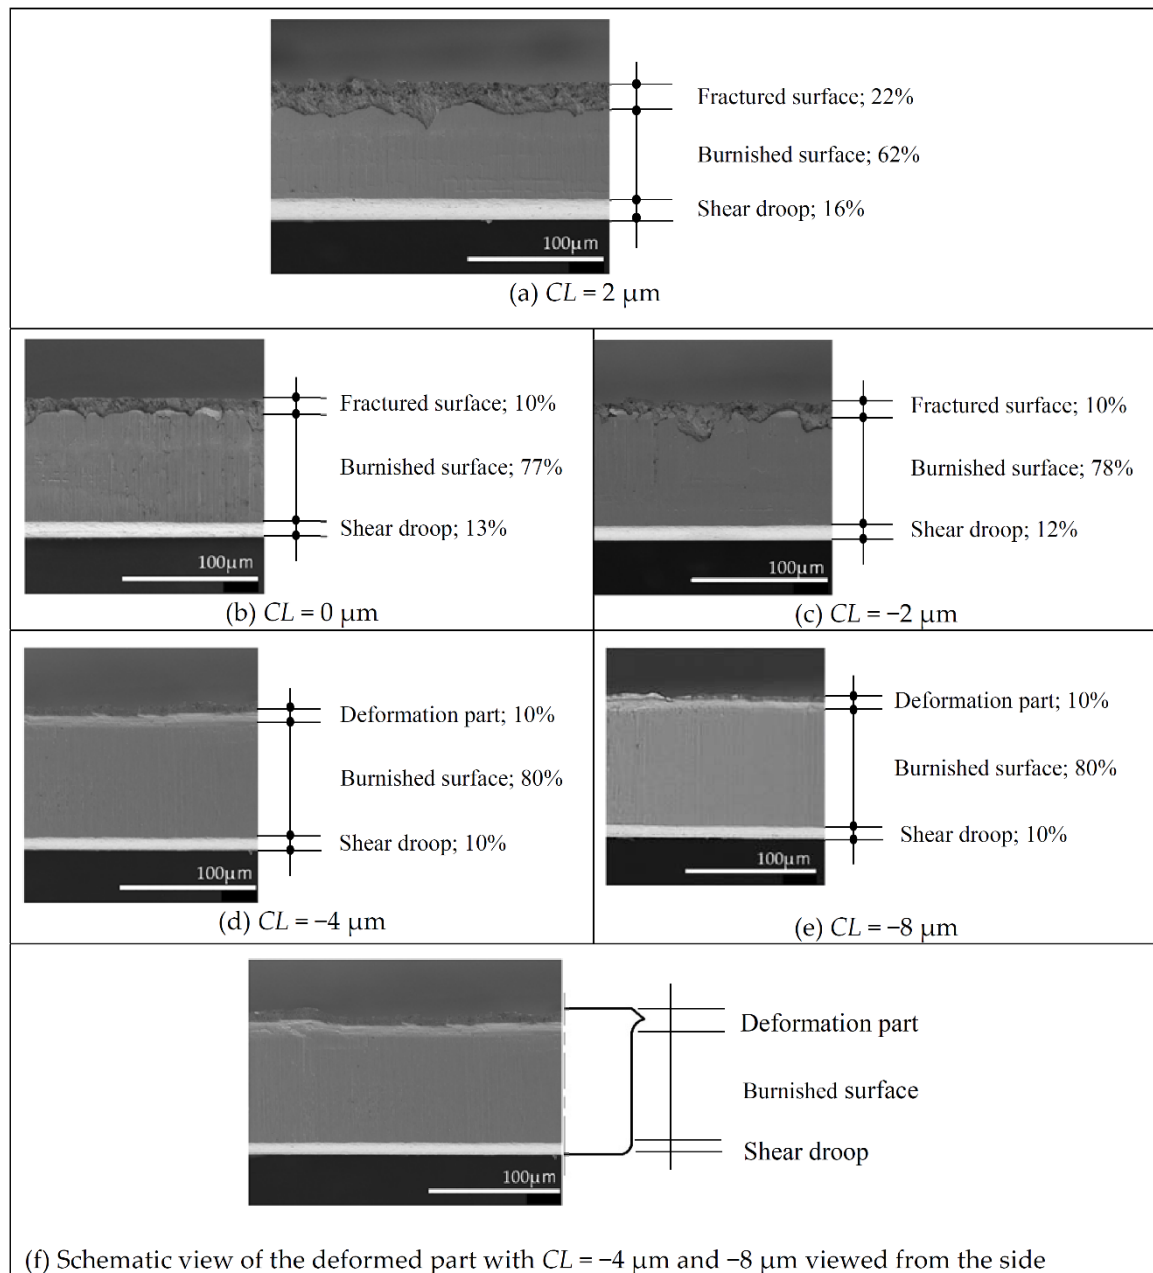 Fractured surface; 22%
Burnished surface; 62%
Shear droop; 16%
100μm
(a) CL = 2 μm
Fractured surface; 10%
Burnished surface; 77%
Shear droop; 13%
100μm
(b) CL = 0 μm
Fractured surface; 10%
Burnished surface; 78%
Shear droop; 12%
100μm
(c) CL = −2 μm
Deformation part; 10%
Burnished surface; 80%
Shear droop; 10%
100μm
(d) CL = −4 μm
Deformation part; 10%
Burnished surface; 80%
Shear droop; 10%
100μm
(e) CL = −8 μm
Deformation part
Burnished surface
Shear droop
100μm
(f) Schematic view of the deformed part with CL = −4 μm and −8 μm viewed from the side